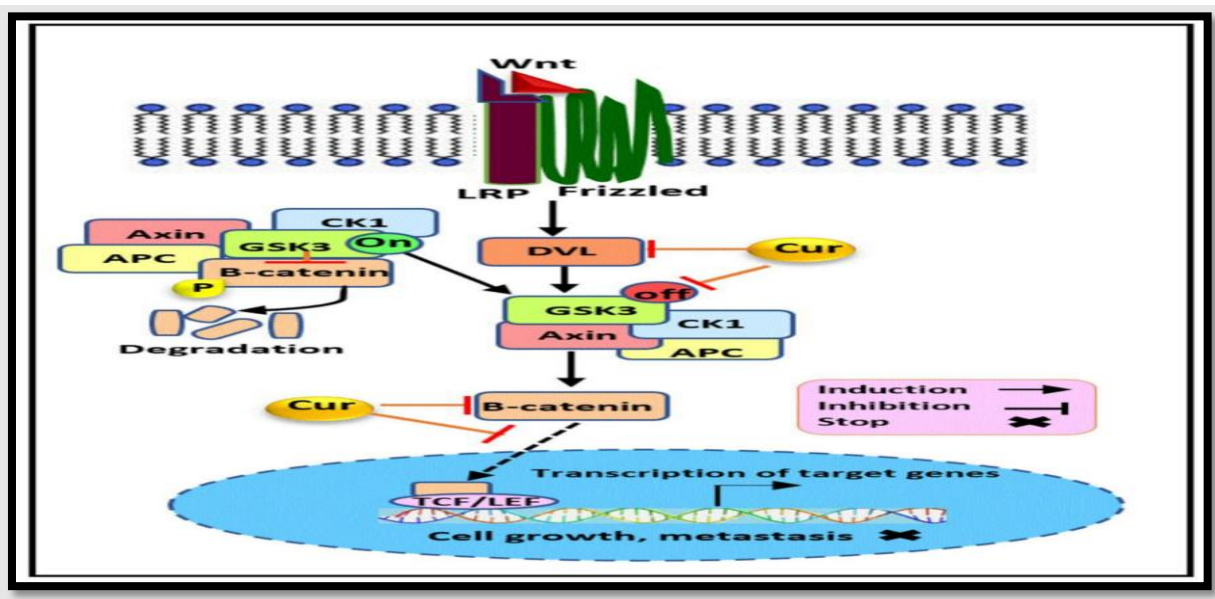 Wnt
LRP Frizzled
CK1
Axin
GSK3 On
APC
B-catenin
P
Degradation
DVL
Cur
off
GSK3
CK1
Axin
APC
Cur
B-catenin
Induction
Inhibition
Stop
Transcription of target genes
TCF/LEF
Cell growth, metastasis